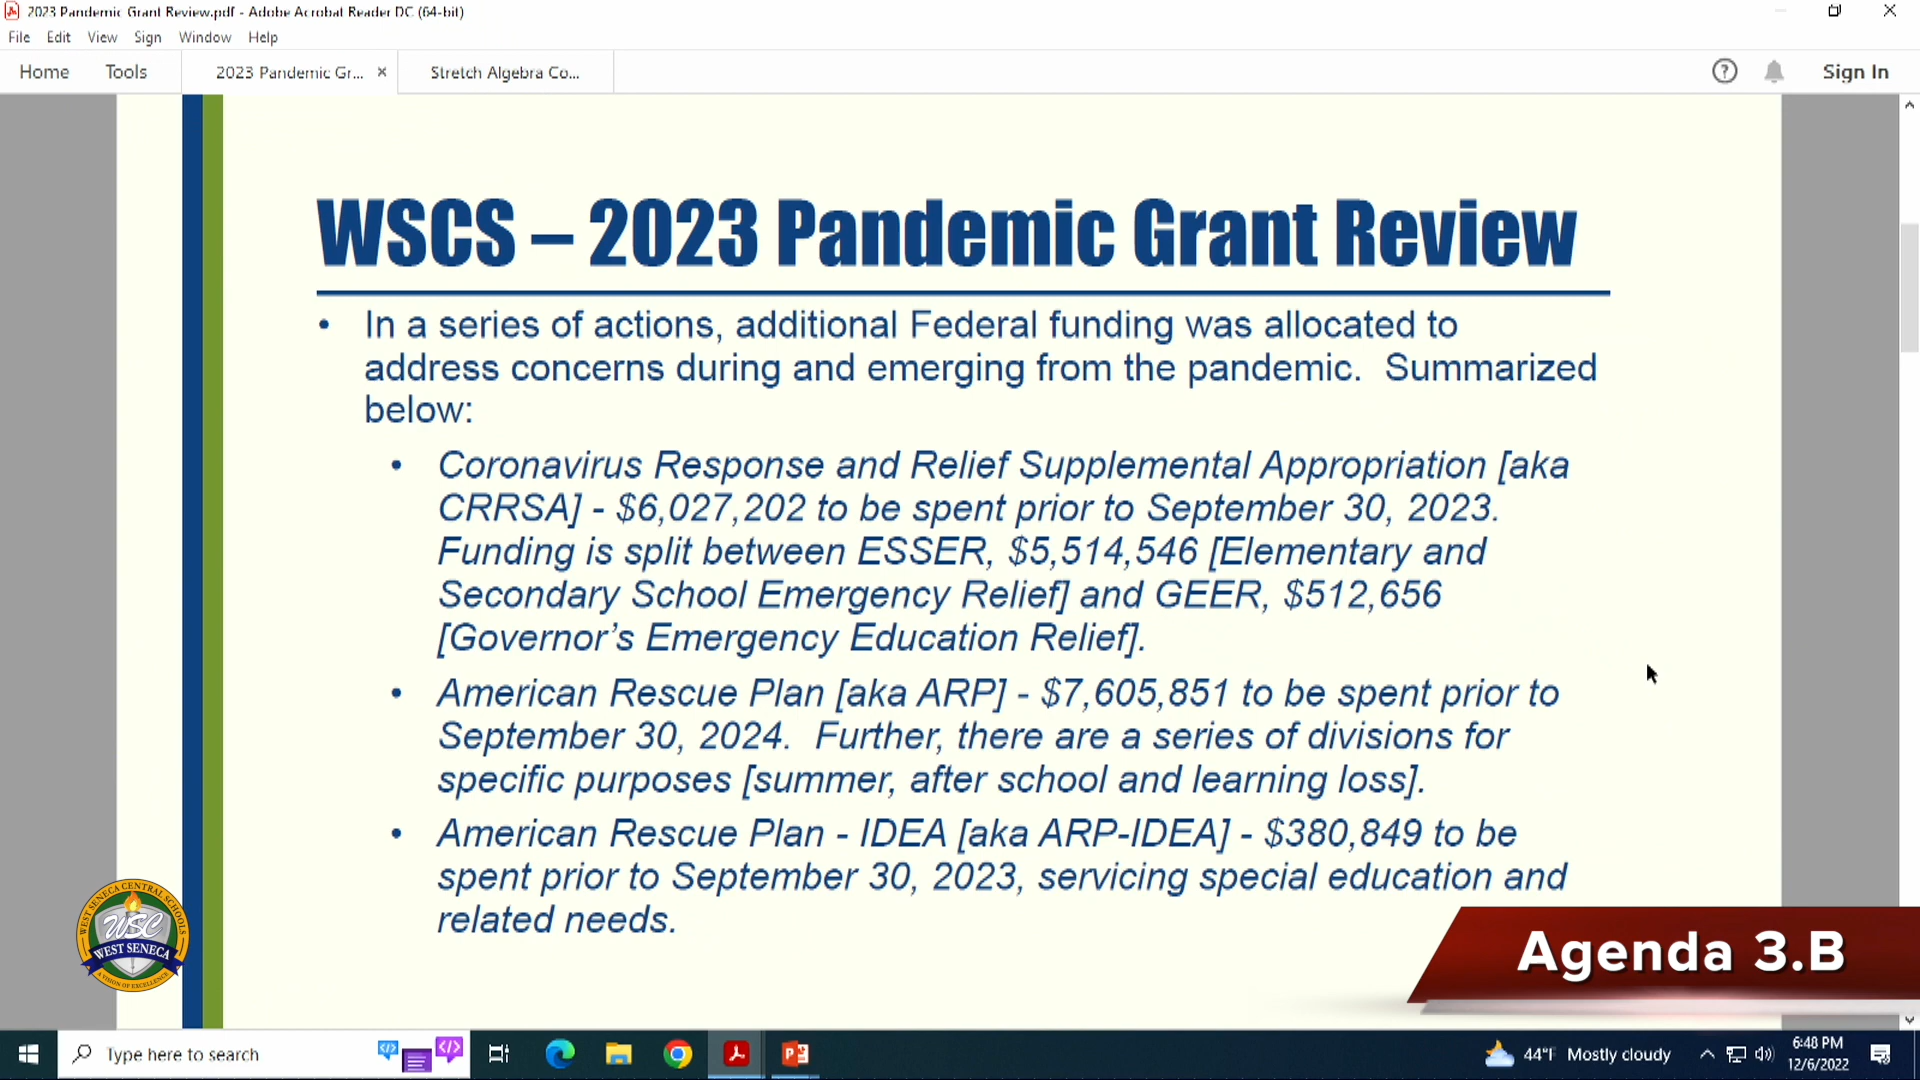 2023 Pandemic Grant Review.pdf - Adobe Acrobat Reader DC (64-bit)
File Edit View Sign Window Help
Home Tools 2023 Pandemic Gr... × Stretch Algebra Co... Sign In
WSCS – 2023 Pandemic Grant Review
• In a series of actions, additional Federal funding was allocated to
address concerns during and emerging from the pandemic. Summarized
below:
• Coronavirus Response and Relief Supplemental Appropriation [aka
CRRSA] - $6,027,202 to be spent prior to September 30, 2023.
Funding is split between ESSER, $5,514,546 [Elementary and
Secondary School Emergency Relief] and GEER, $512,656
[Governor’s Emergency Education Relief].
• American Rescue Plan [aka ARP] - $7,605,851 to be spent prior to
September 30, 2024. Further, there are a series of divisions for
specific purposes [summer, after school and learning loss].
• American Rescue Plan - IDEA [aka ARP-IDEA] - $380,849 to be
spent prior to September 30, 2023, servicing special education and
related needs.
WEST SENECA CENTRAL SCHOOLS
WSC
WEST SENECA
A VISION OF EXCELLENCE
Agenda 3.B
Type here to search
44°F Mostly cloudy
6:48 PM
12/6/2022